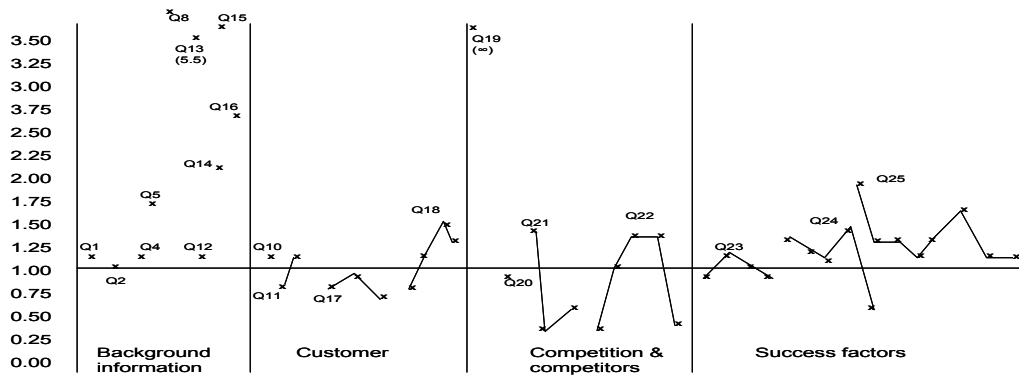 Q15
Q8
Q13
(5.5)
Q19
(∞)
3.50
3.25
3.00
2.75
2.50
2.25
2.00
1.75
1.50
1.25
1.00
0.75
0.50
0.25
0.00
Q16
Q14
Q5
Q25
Q18
Q21
Q22
Q24
Q1
Q4
Q12
Q10
Q23
Q2
Q11
Q17
Q20
Background
information
Customer
Competition &
competitors
Success factors